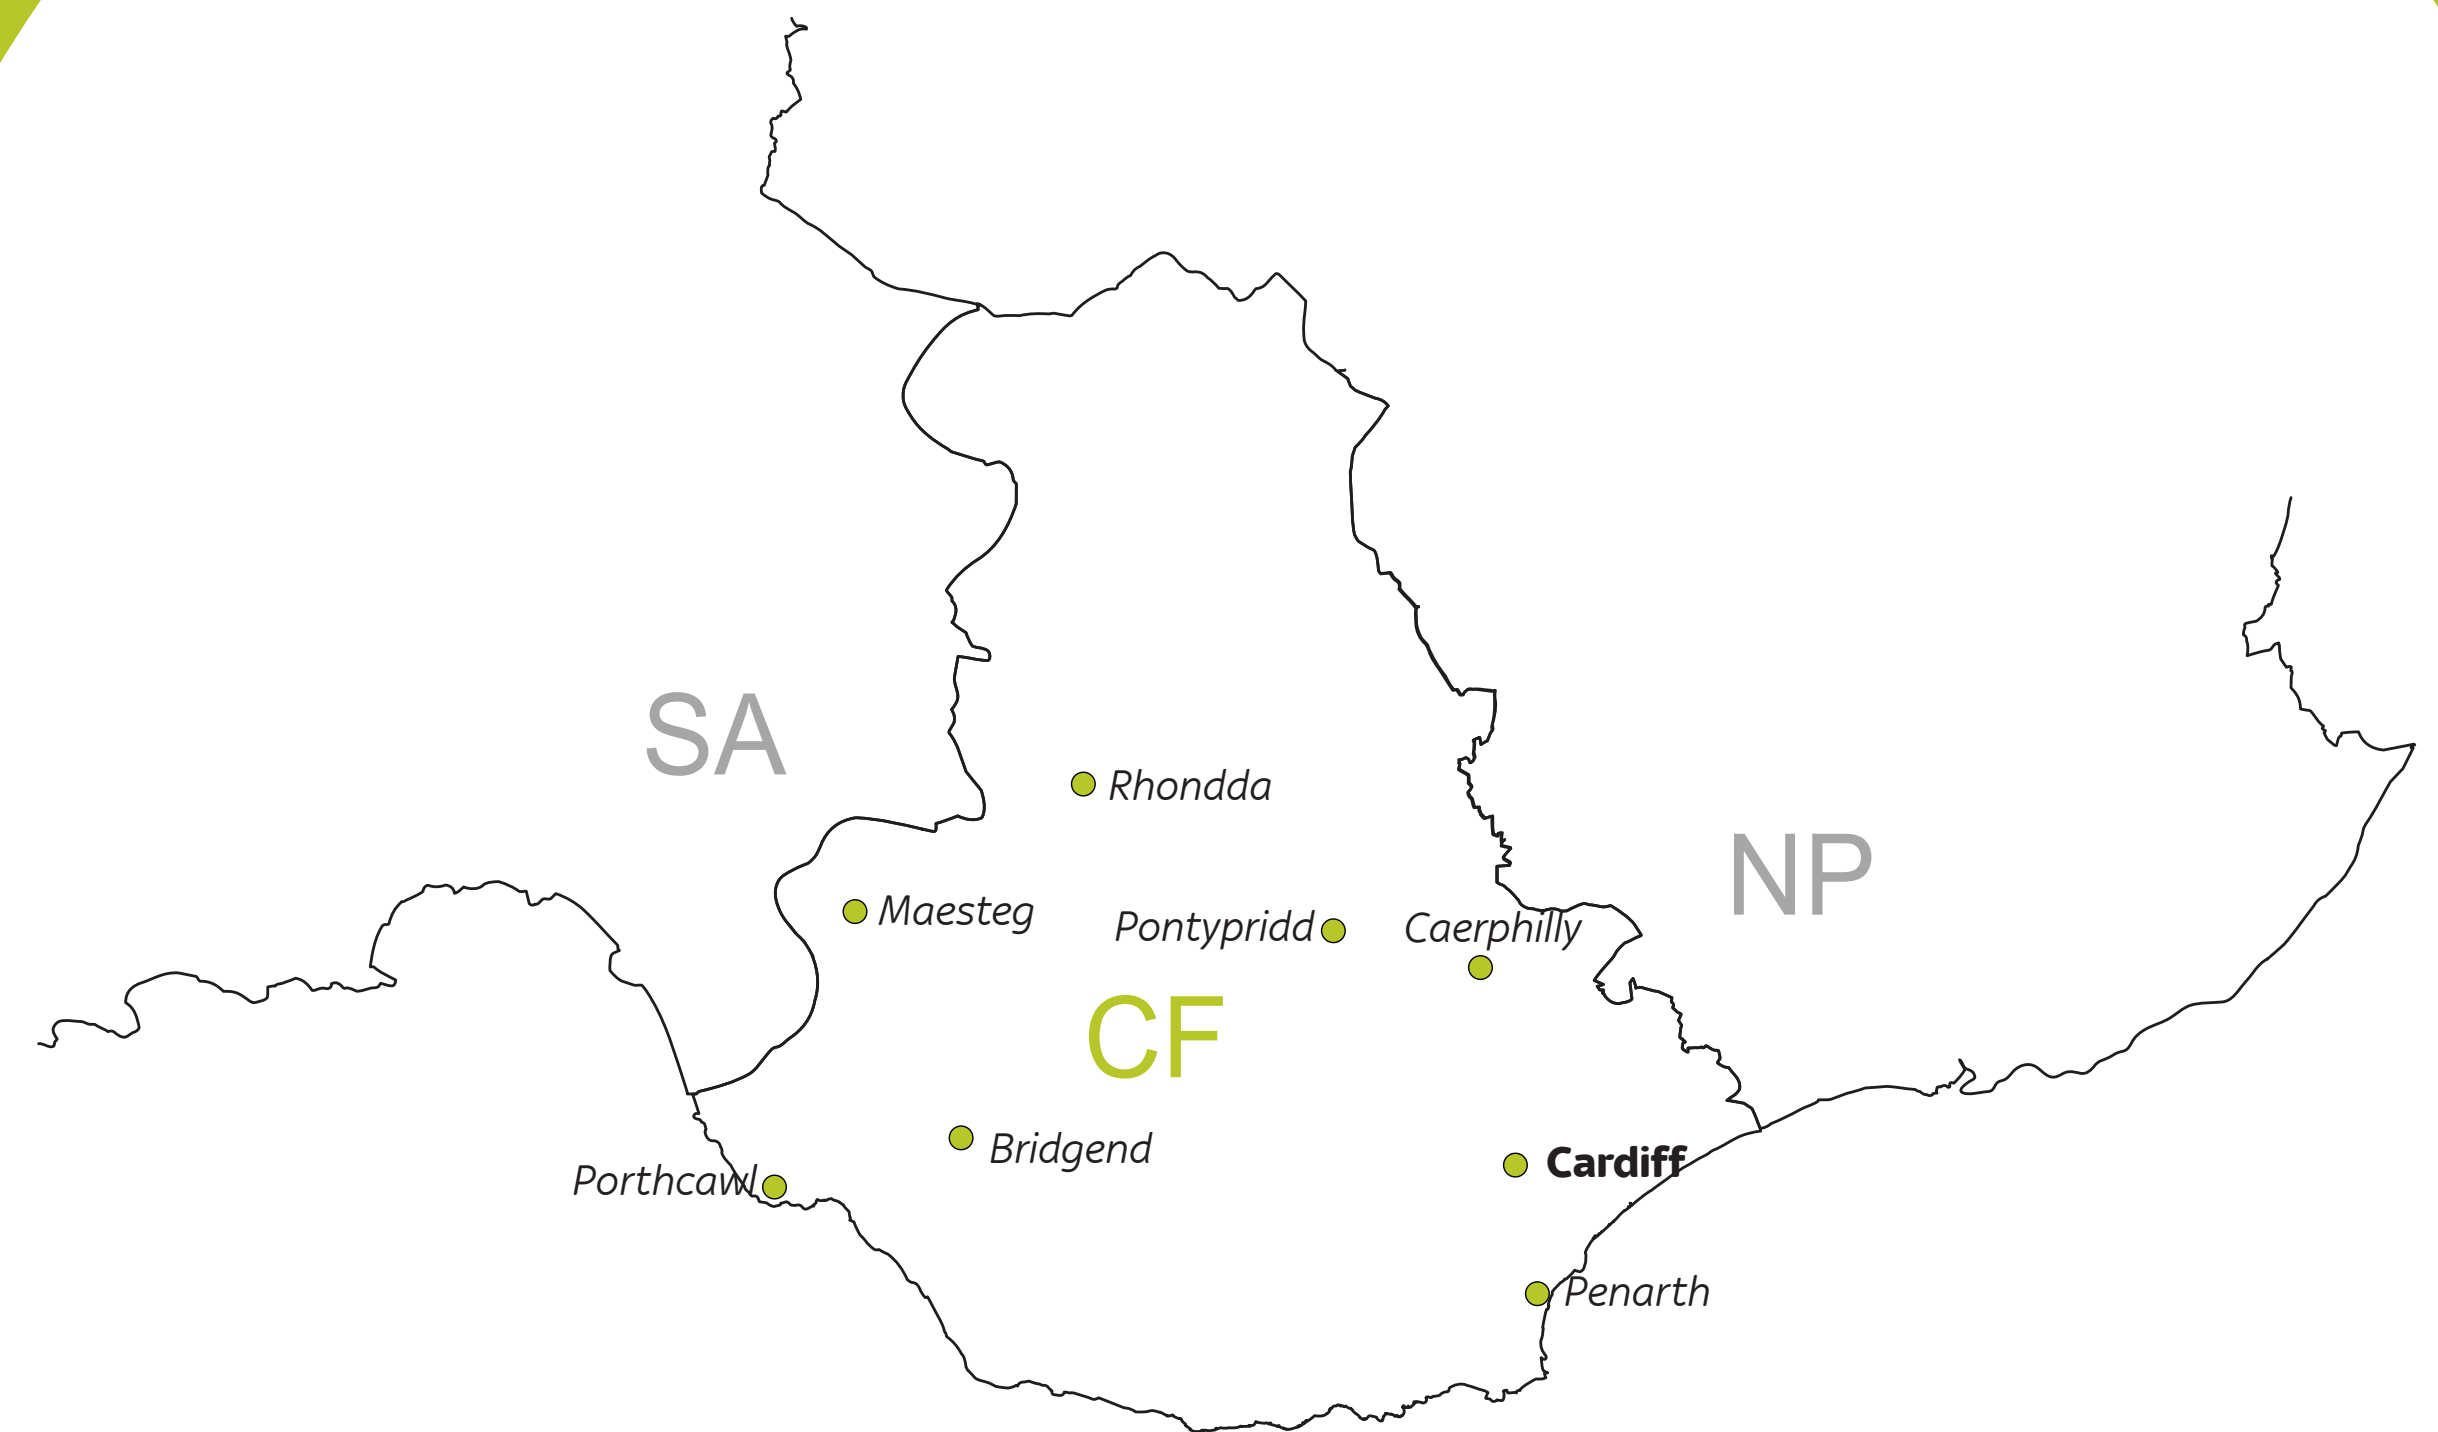 SA
Rhondda
NP
Maesteg
Pontypridd
Caerphilly
CF
Bridgend
Cardiff
Porthcawl
Penarth